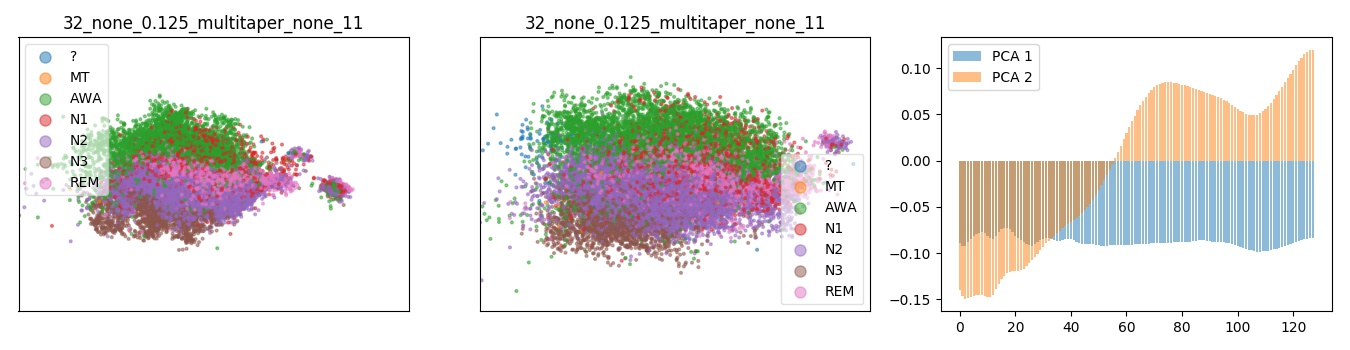 32_none_0.125_multitaper_none_11
?
MT
AWA
N1
N2
N3
REM
32_none_0.125_multitaper_none_11
?
MT
AWA
N1
N2
N3
REM
PCA 1
PCA 2
0.10
0.05
0.00
−0.05
−0.10
−0.15
0 20 40 60 80 100 120